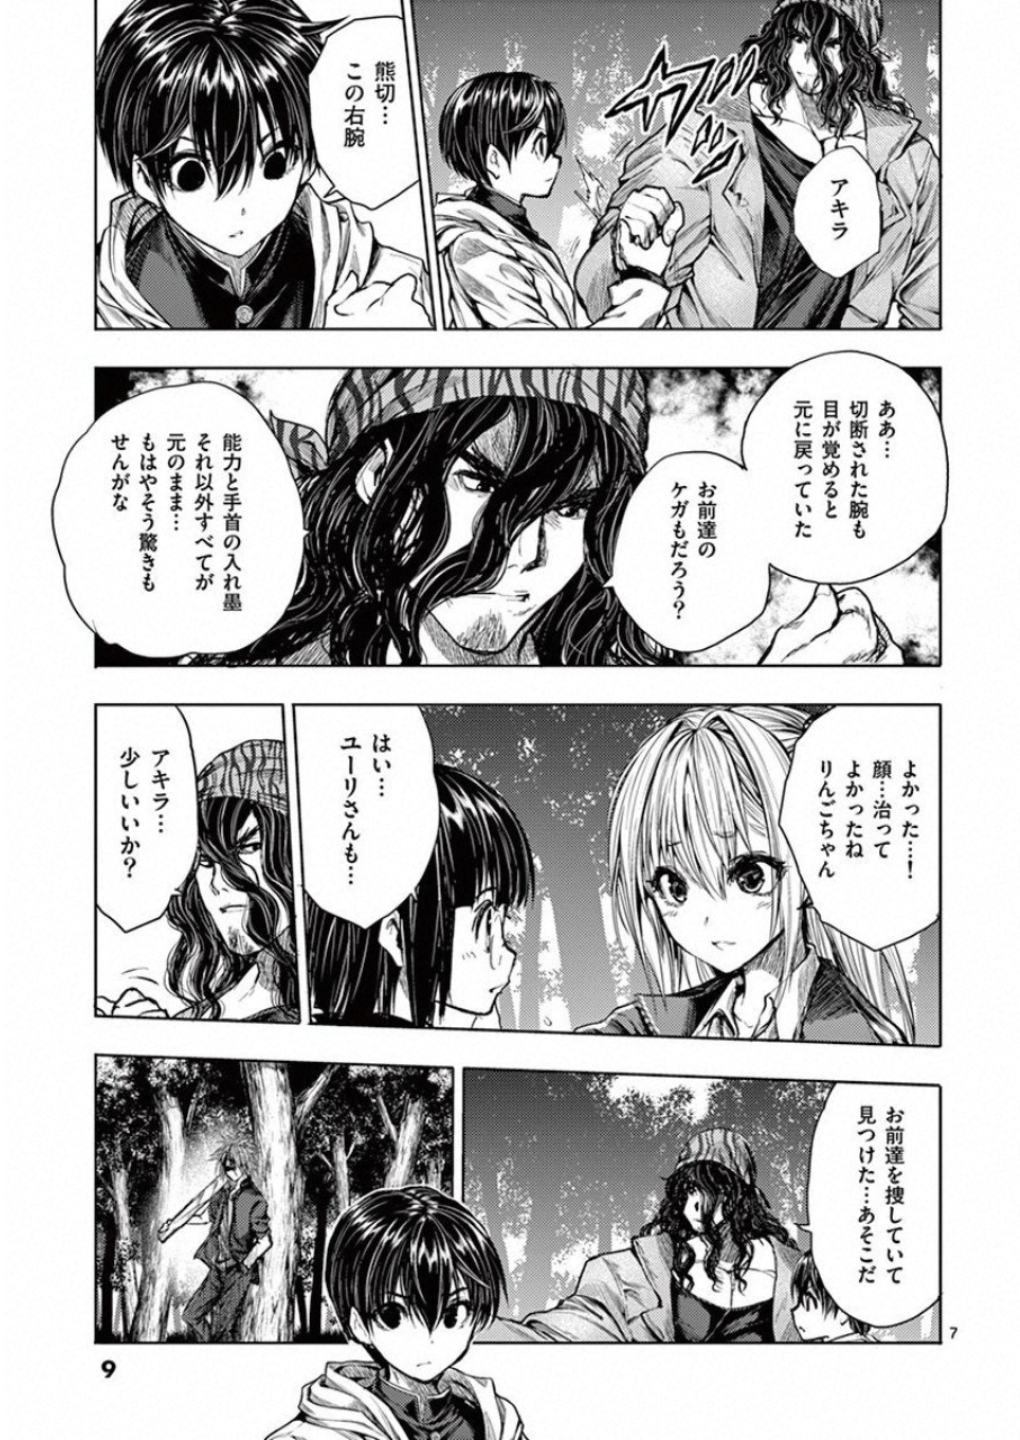 アキラ
熊切…
この右腕
ああ…
切断された腕も
目が覚めると
元に戻っていた
お前達の
ケガもだろう?
能力と手首の入れ墨
それ以外すべてが
元のまま…
もはやそう驚きも
せんがな
よかった…!
顔…治って
よかったね
りんごちゃん
はい…
ユーリさんも…
アキラ…
少しいいか?
お前達を捜していて
見つけた…あそこだ
7
9